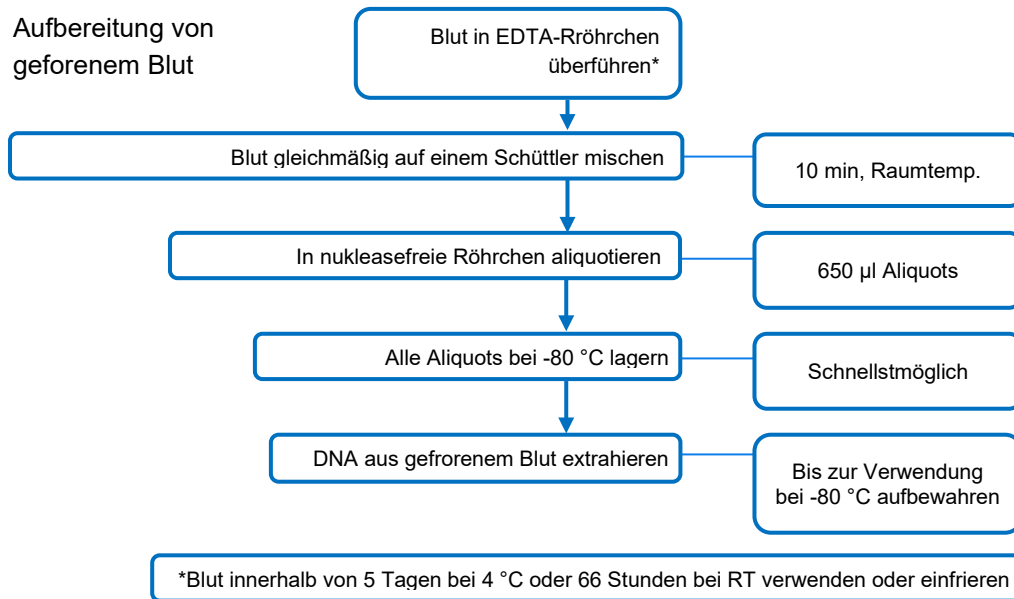 Aufbereitung von
geforenem Blut
Blut in EDTA-Rröhrchen
überführen*
Blut gleichmäßig auf einem Schüttler mischen
10 min, Raumtemp.
In nukleasefreie Röhrchen aliquotieren
650 µl Aliquots
Alle Aliquots bei -80 °C lagern
Schnellstmöglich
DNA aus gefrorenem Blut extrahieren
Bis zur Verwendung
bei -80 °C aufbewahren
*Blut innerhalb von 5 Tagen bei 4 °C oder 66 Stunden bei RT verwenden oder einfrieren